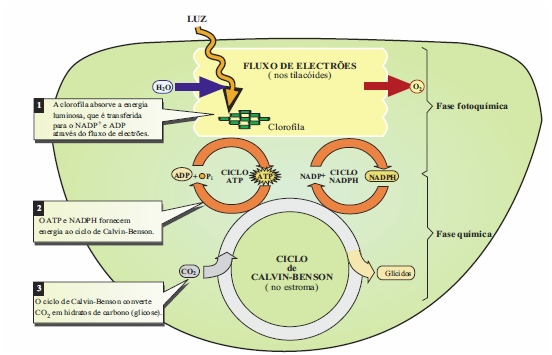 LUZ
FLUXO DE ELECTRÕES
( nos tilacóides)
H₂O
O₂
Clorofila
Fase fotoquímica
1
A clorofila absorve a energia
luminosa, que é transferida
para o NADP⁺ e ADP
através do fluxo de electrões.
ADP + Pi
CICLO
ATP
ATP
NADP+
CICLO
NADPH
NADPH
2
O ATP e NADPH fornecem
energia ao ciclo de Calvin-Benson.
Fase química
CICLO
de
CALVIN-BENSON
( no estroma)
CO₂
Glícidos
3
O ciclo de Calvin-Benson converte
CO₂ em hidratos de carbono (glicose).